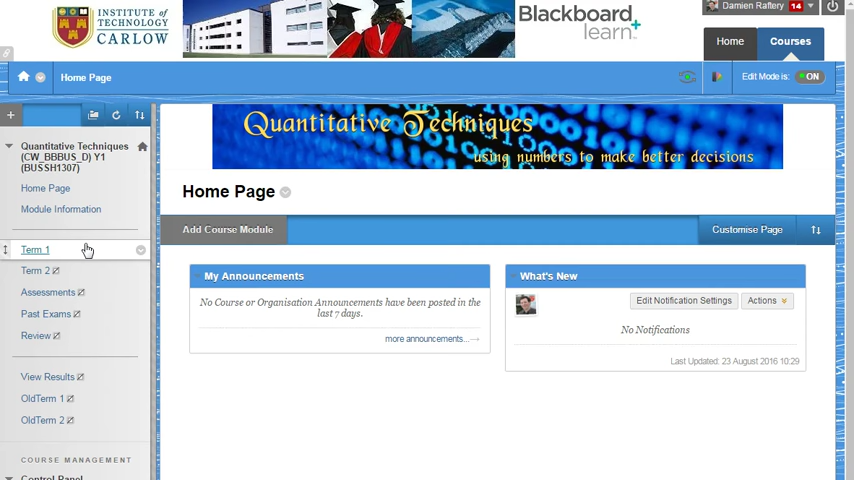 INSTITUTE of
TECHNOLOGY
CARLOW
Blackboard
learn+
Damien Raftery 14
Home Courses
Home Page
Edit Mode is: ON
Quantitative Techniques
(CW_BBBUS_D) Y1
(BUSSH1307)
Home Page
Module Information
Term 1
Term 2
Assessments
Past Exams
Review
View Results
OldTerm 1
OldTerm 2
COURSE MANAGEMENT
Control Panel
Quantitative Techniques
using numbers to make better decisions
Home Page
Add Course Module
Customise Page
My Announcements
No Course or Organisation Announcements have been posted in the
last 7 days.
more announcements...
What's New
Edit Notification Settings Actions
No Notifications
Last Updated: 23 August 2016 10:29